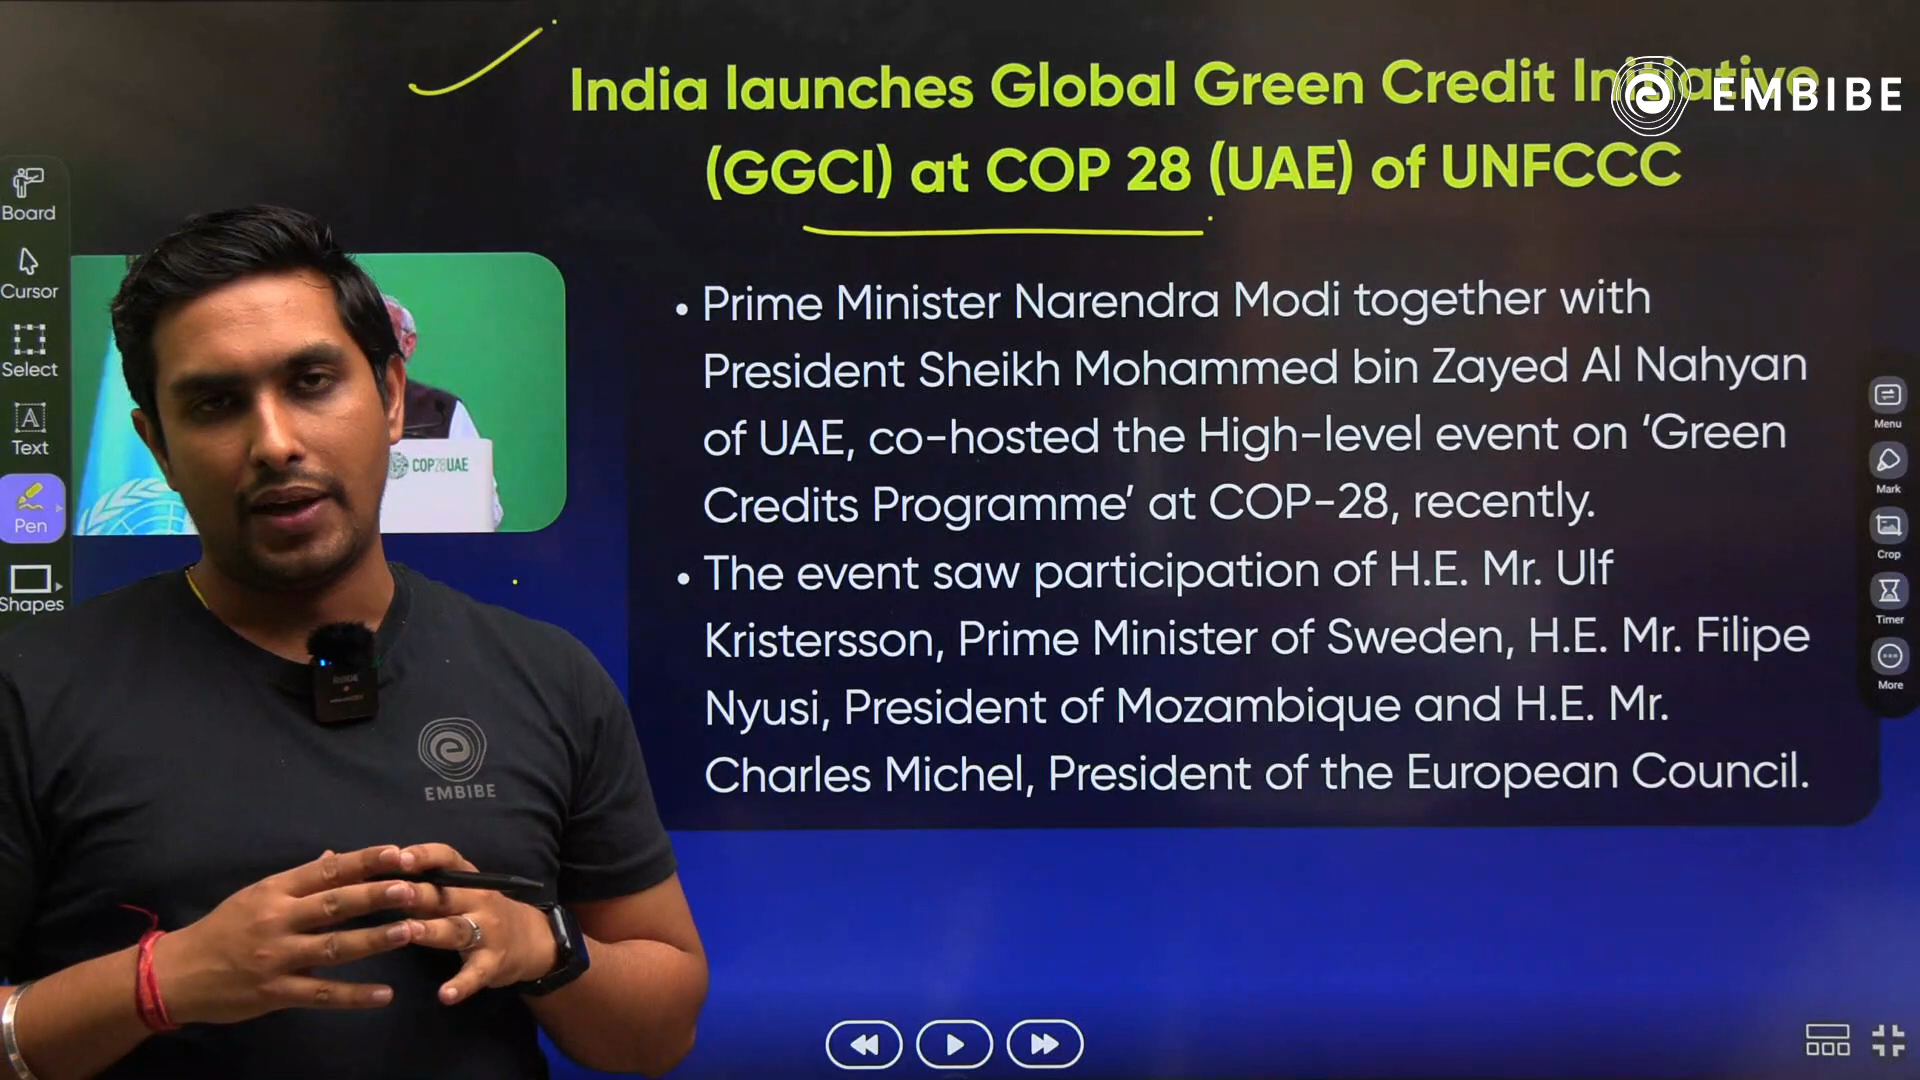 India launches Global Green Credit Initiative
EMBIBE
(GGCI) at COP 28 (UAE) of UNFCCC
Board
Cursor
Select
Text
Pen
Shapes
COP28UAE
• Prime Minister Narendra Modi together with
President Sheikh Mohammed bin Zayed Al Nahyan
of UAE, co-hosted the High-level event on ‘Green
Credits Programme’ at COP-28, recently.
• The event saw participation of H.E. Mr. Ulf
Kristersson, Prime Minister of Sweden, H.E. Mr. Filipe
Nyusi, President of Mozambique and H.E. Mr.
Charles Michel, President of the European Council.
Menu
Mark
Crop
Timer
More
RODE
EMBIBE